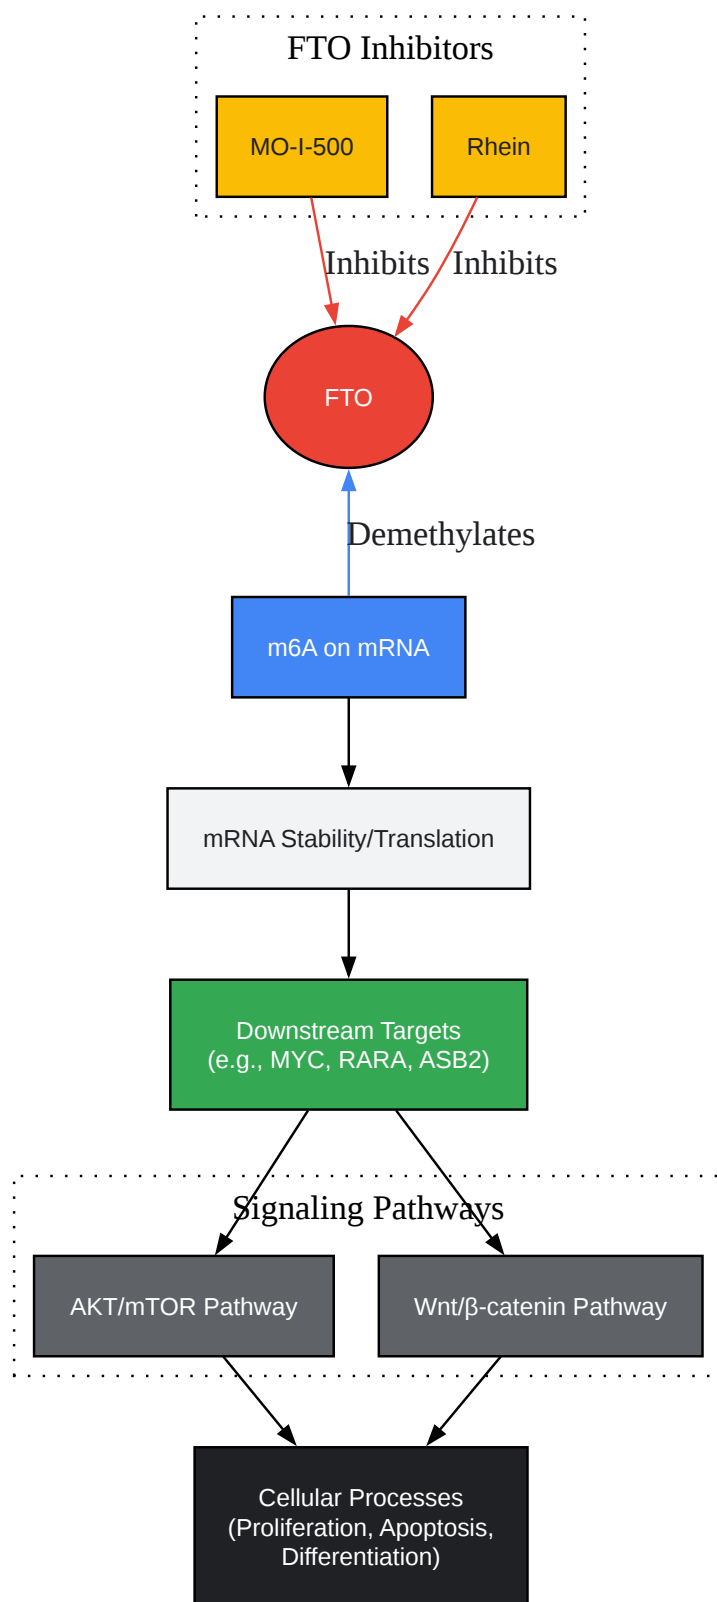 FTO Inhibitors
MO-I-500
Rhein
Inhibits
Inhibits
FTO
Demethylates
m6A on mRNA
mRNA Stability/Translation
Downstream Targets
(e.g., MYC, RARA, ASB2)
Signaling Pathways
AKT/mTOR Pathway
Wnt/β-catenin Pathway
Cellular Processes
(Proliferation, Apoptosis,
Differentiation)